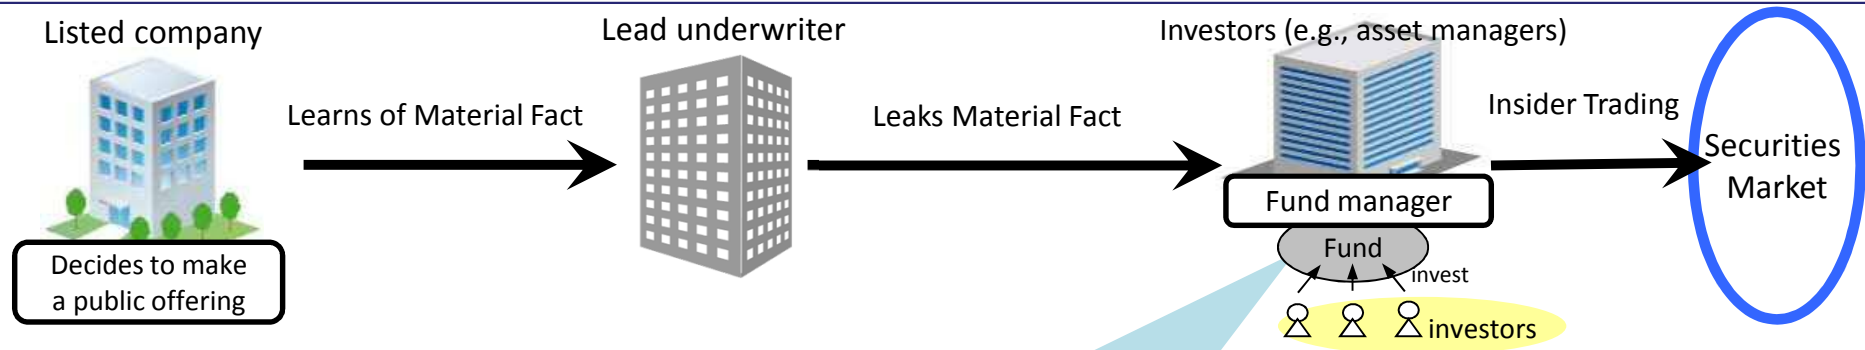 Listed company
Lead underwriter
Investors (e.g., asset managers)
Learns of Material Fact
Leaks Material Fact
Insider Trading
Securities
Market
Fund manager
Fund
Decides to make
a public offering
invest
investors